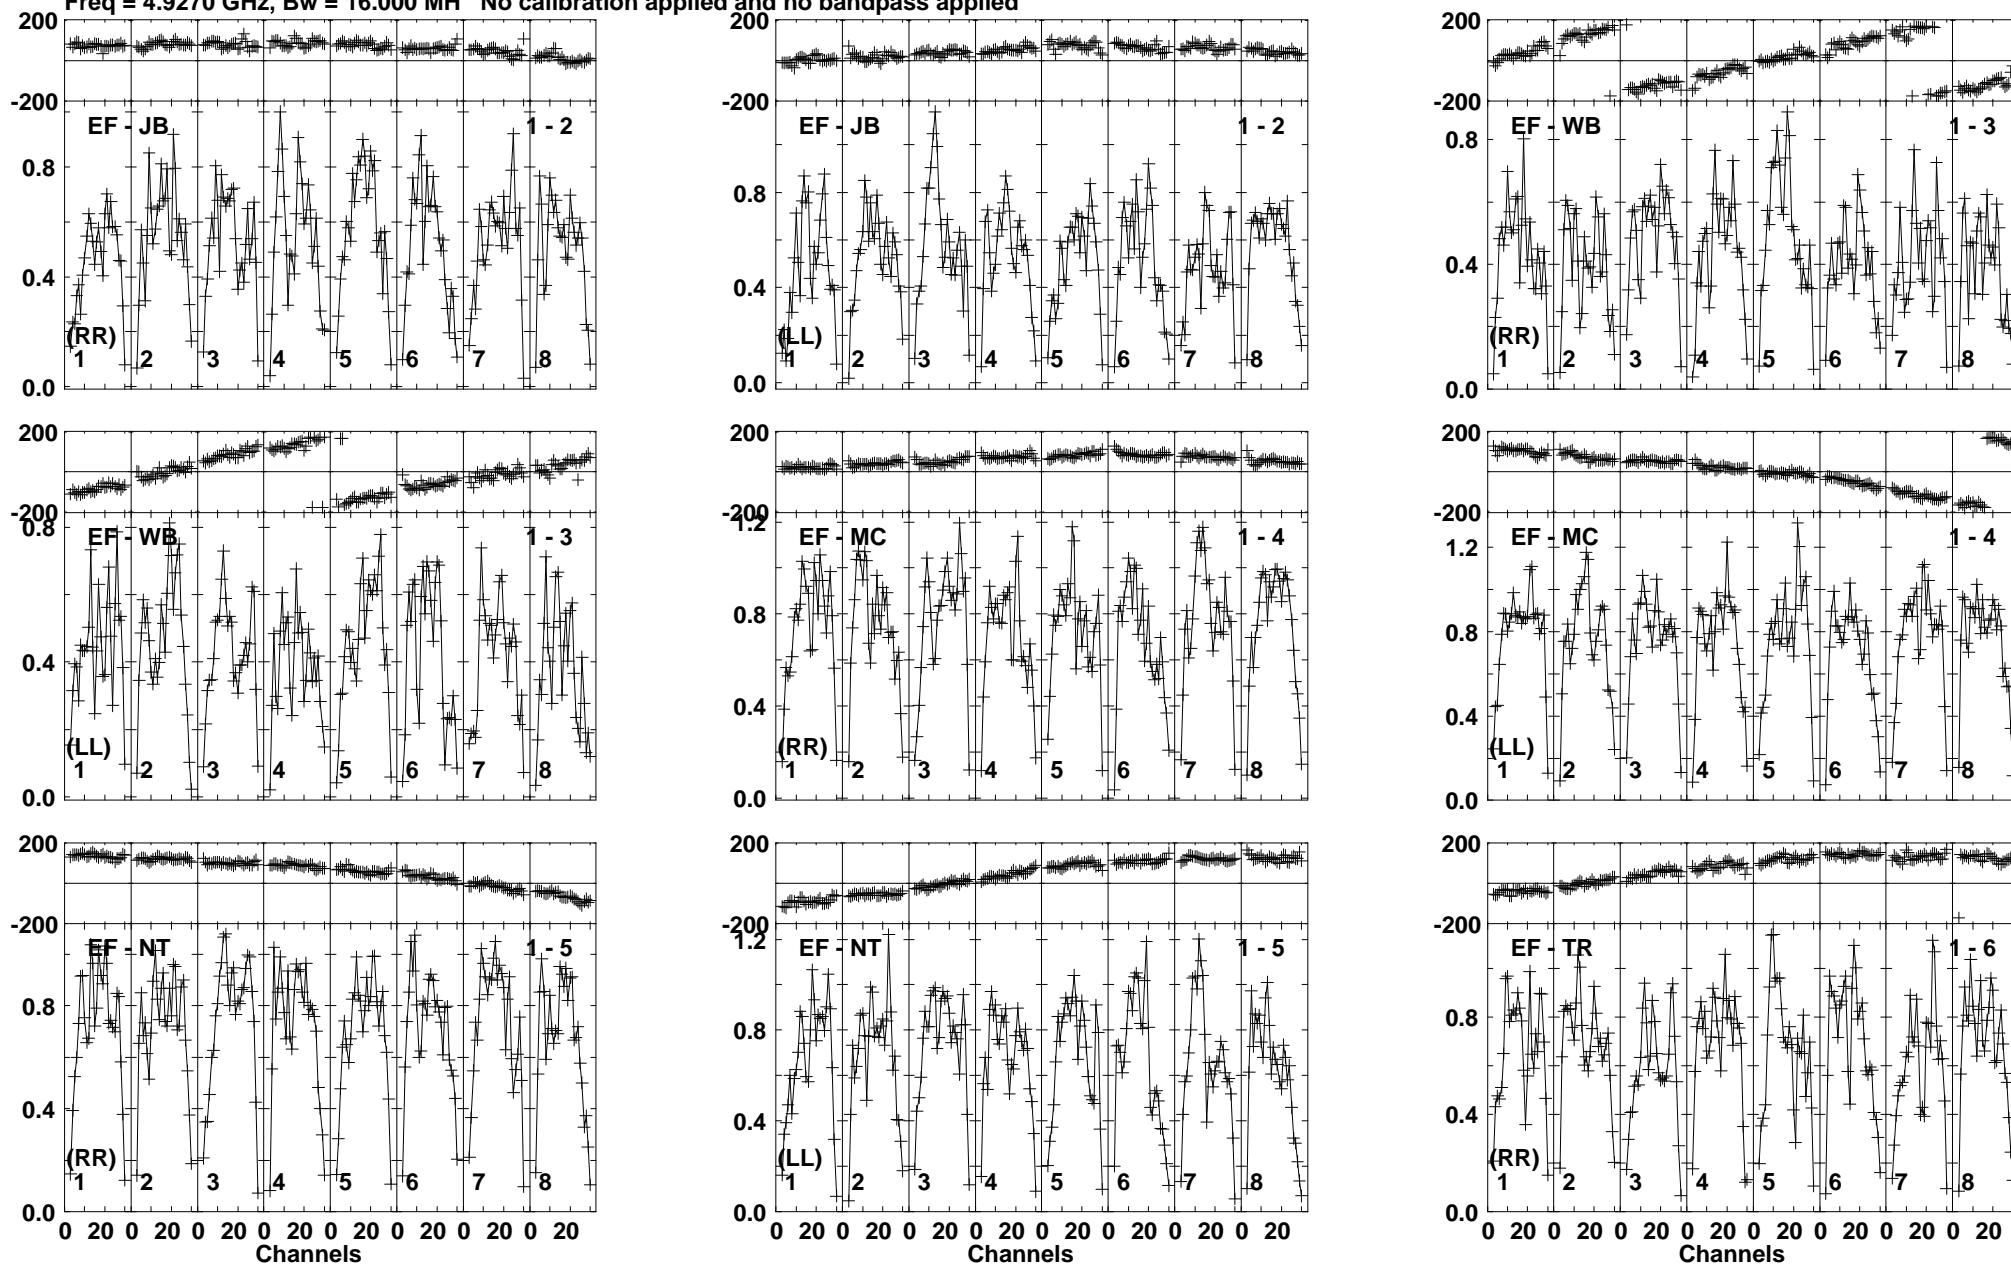 Freq = 4.9270 GHz, Bw = 16.000 MH No calibration applied and no bandpass applied
200 200 200
-200 -200 -200
EF - JB 1 - 2 EF - JB 1 - 2 EF - WB 1 - 3
0.8 0.8 0.8
0.4 0.4 0.4
(RR) (LL) (RR)
1 2 3 4 5 6 7 8 1 2 3 4 5 6 7 8 1 2 3 4 5 6 7 8
0.0 0.0 0.0
200 200 200
-200 -200 -200
0.8 1.2
EF - WB 1 - 3 EF - MC 1 - 4 EF - MC 1 - 4
1.2
0.8 0.8
0.4 0.4 0.4
(LL) (RR) (LL)
1 2 3 4 5 6 7 8 1 2 3 4 5 6 7 8 1 2 3 4 5 6 7 8
0.0 0.0 0.0
200 200 200
-200 -200 -200
1.2
EF - NT 1 - 5 EF - NT 1 - 5 EF - TR 1 - 6
0.8 0.8 0.8
0.4 0.4 0.4
(RR) (LL) (RR)
1 2 3 4 5 6 7 8 1 2 3 4 5 6 7 8 1 2 3 4 5 6 7 8
0.0 0.0 0.0
0 20 0 20 0 20 0 20 0 20 0 20 0 20 0 20 0 20 0 20 0 20 0 20 0 20 0 20 0 20 0 20 0 20 0 20 0 20 0 20 0 20 0 20 0 20 0 20
Channels Channels Channels